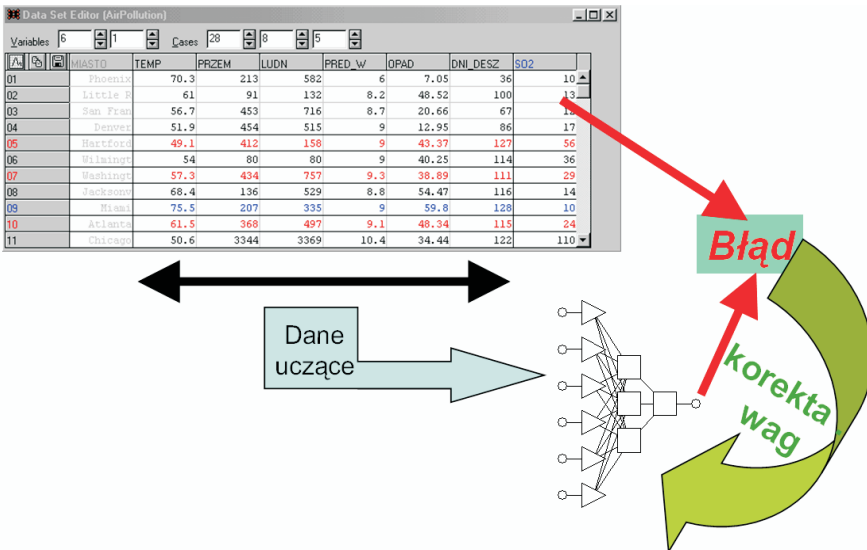 Data Set Editor (AirPollution)
Variables 6 1 Cases 28 8 5
MIASTO TEMP PRZEM LUDN PRED_W OPAD DNI_DESZ SO2
01 Phoenix 70.3 213 582 6 7.05 36 10
02 Little R 61 91 132 8.2 48.52 100 13
03 San Fran 56.7 453 716 8.7 20.66 67 12
04 Denver 51.9 454 515 9 12.95 86 17
05 Hartford 49.1 412 158 9 43.37 127 56
06 Wilmingt 54 80 80 9 40.25 114 36
07 Washingt 57.3 434 757 9.3 38.89 111 29
08 Jacksonv 68.4 136 529 8.8 54.47 116 14
09 Miami 75.5 207 335 9 59.8 128 10
10 Atlanta 61.5 368 497 9.1 48.34 115 24
11 Chicago 50.6 3344 3369 10.4 34.44 122 110
Błąd
Dane
uczące
korekta
wag